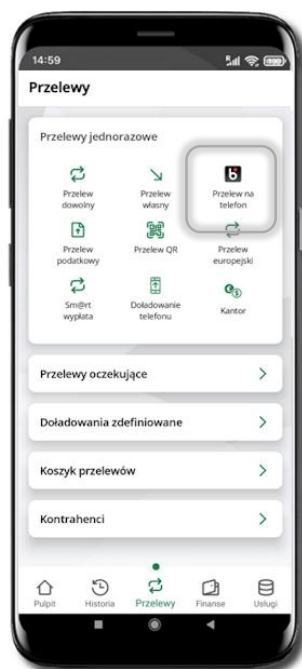 14:59
Przelewy
Przelewy jednorazowe
Przelew
dowolny
Przelew
własny
Przelew na
telefon
Przelew
podatkowy
Przelew QR
Przelew
europejski
Sm@rt
wypłata
Doładowanie
telefonu
Kantor
Przelewy oczekujące
Doładowania zdefiniowane
Koszyk przelewów
Kontrahenci
Pulpit
Historia
Przelewy
Finanse
Usługi